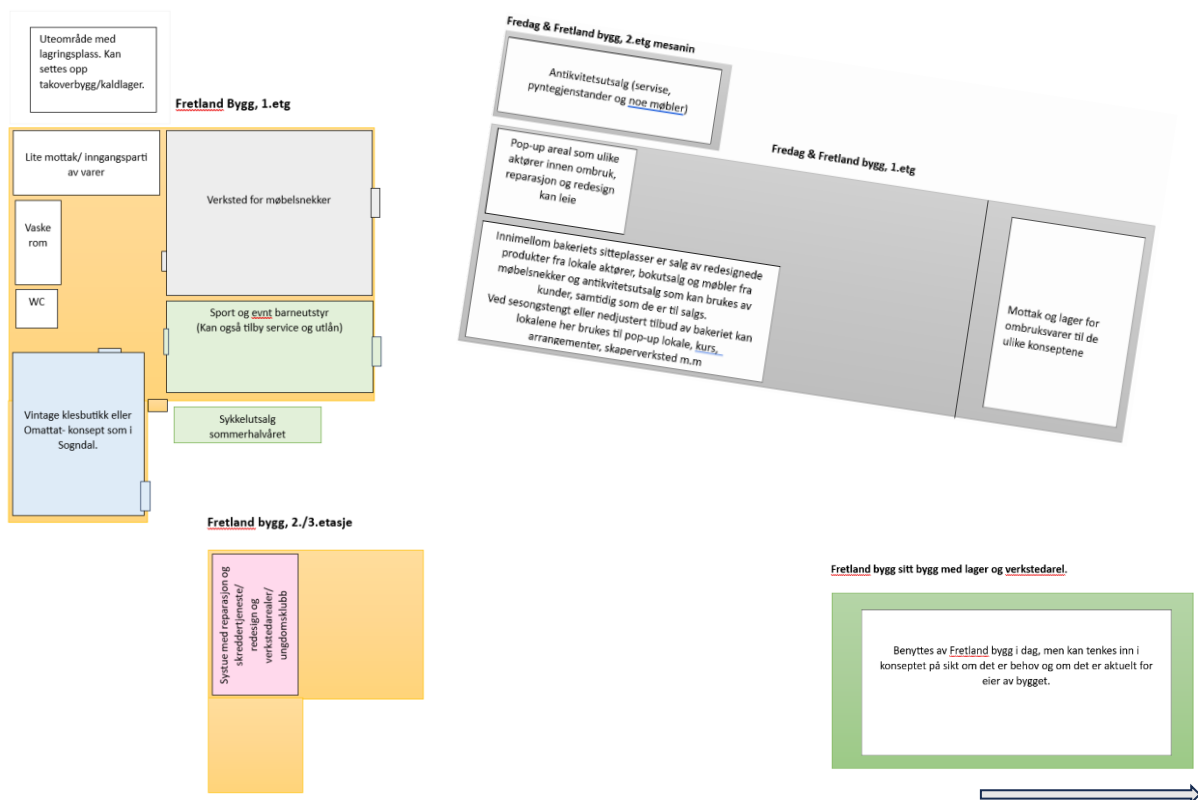 Uteområde med
lagringsplass. Kan
settes opp
takoverbygg/kaldlager.
Fretland Bygg, 1.etg
Lite mottak/ inngangsparti
av varer
Verksted for møbelsnekker
Vaske
rom
WC
Sport og evnt barneutstyr
(Kan også tilby service og utlån)
Vintage klesbutikk eller
Omattat- konsept som i
Sogndal.
Sykkelutsalg
sommerhalvåret
Fredag & Fretland bygg, 2.etg mesanin
Antikvitetsutsalg (servise,
pyntegjenstander og noe møbler)
Fredag & Fretland bygg, 1.etg
Pop-up areal som ulike
aktører innen ombruk,
reparasjon og redesign
kan leie
Innimellom bakeriets sitteplasser er salg av redesignede
produkter fra lokale aktører, bokutsalg og møbler fra
møbelsnekker og antikvitetsutsalg som kan brukes av
kunder, samtidig som de er til salgs.
Ved sesongstengt eller nedjustert tilbud av bakeriet kan
lokalene her brukes til pop-up lokale, kurs,
arrangementer, skaperverksted m.m
Mottak og lager for
ombruksvarer til de
ulike konseptene
Fretland bygg, 2./3.etasje
Systue med reparasjon og
skreddertjeneste/
redesign og
verkstedarealer/
ungdomsklubb
Fretland bygg sitt bygg med lager og verkstedarel.
Benyttes av Fretland bygg i dag, men kan tenkes inn i
konseptet på sikt om det er behov og om det er aktuelt for
eier av bygget.